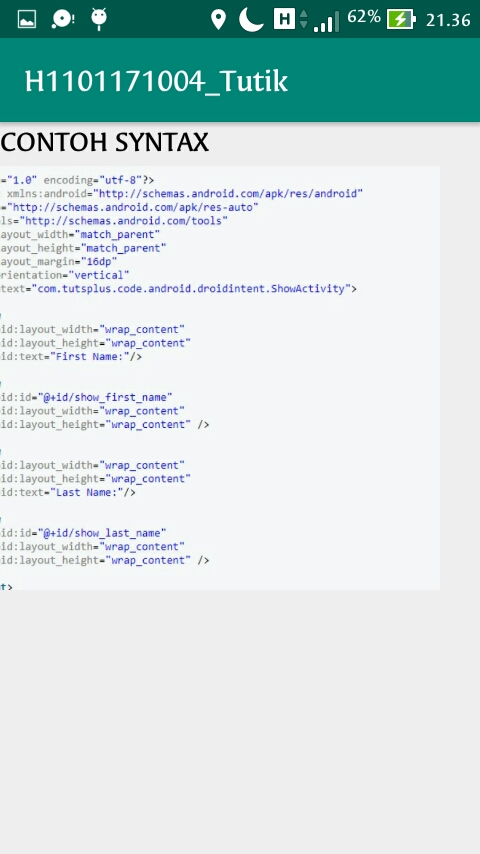 62% 21.36
H1101171004_Tutik
CONTOH SYNTAX
="1.0" encoding="utf-8"?>
xmlns:android="http://schemas.android.com/apk/res/android"
="http://schemas.android.com/apk/res-auto"
ls="http://schemas.android.com/tools"
ayout_width="match_parent"
ayout_height="match_parent"
ayout_margin="16dp"
rientation="vertical"
text="com.tutsplus.code.android.droidintent.ShowActivity">
id:layout_width="wrap_content"
id:layout_height="wrap_content"
id:text="First Name:"/>
id:id="@+id/show_first_name"
id:layout_width="wrap_content"
id:layout_height="wrap_content" />
id:layout_width="wrap_content"
id:layout_height="wrap_content"
id:text="Last Name:"/>
id:id="@+id/show_last_name"
id:layout_width="wrap_content"
id:layout_height="wrap_content" />
t>